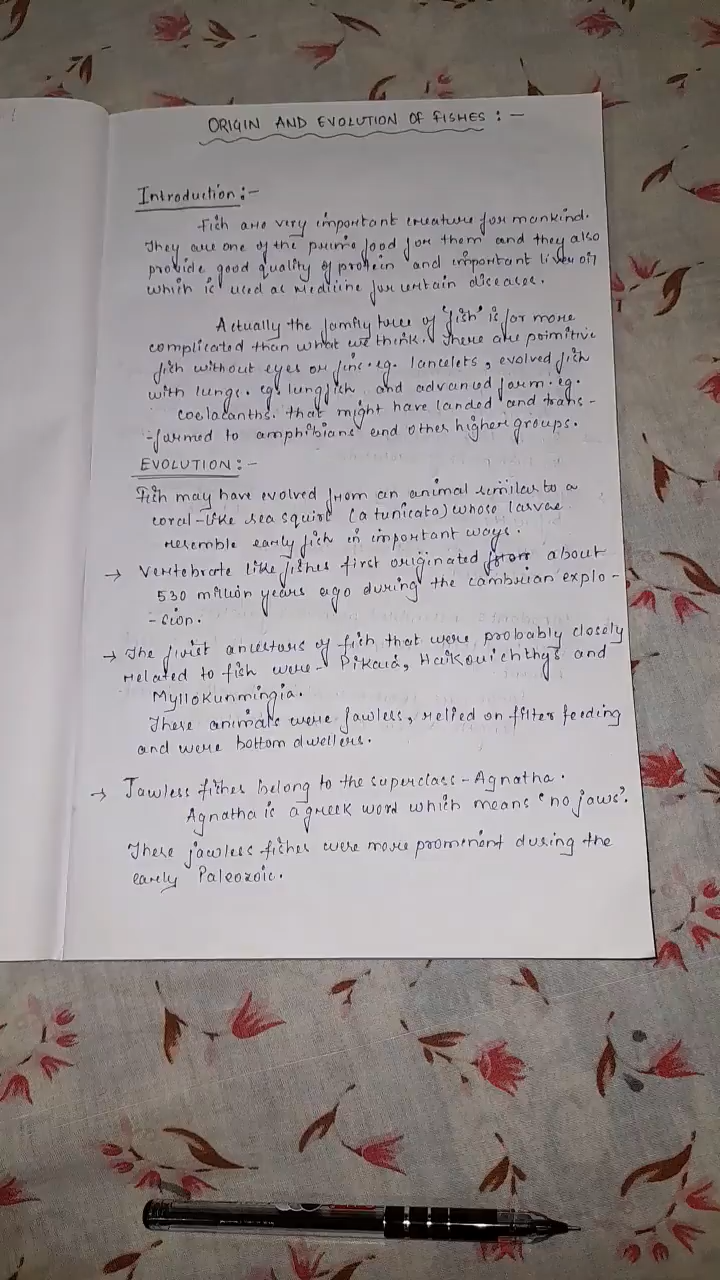 ORIGIN AND EVOLUTION OF FISHES : -
Introduction : -
Fish are very important creature for mankind.
They are one of the prime food for them and they also
provide good quality of protein and important liver oil
which is used as medicine for certain diseases.
Actually the family tree of 'fish' is far more
complicated than what we think. There are primitive
fish without eyes or fins. eg. lancelets, evolved fish
with lungs. eg. lungfish and advanced form. eg.
coelacanths. that might have landed and trans -
-formed to amphibians and other higher groups.
EVOLUTION : -
Fish may have evolved from an animal similar to a
coral-like sea squirt (a tunicata) whose larvae
resemble early fish in important ways.
→ Vertebrate like fishes first originated about
530 million years ago during the cambrian explo -
- sion.
→ The first ancestors of fish that were probably closely
related to fish were - Pikaia, Haikouichthys and
Myllokunmingia.
These animals were jawless, relied on filter feeding
and were bottom dwellers.
→ Jawless fishes belong to the superclass - Agnatha.
Agnatha is a greek word which means 'no jaws'.
These jawless fishes were more prominent during the
early Paleozoic.